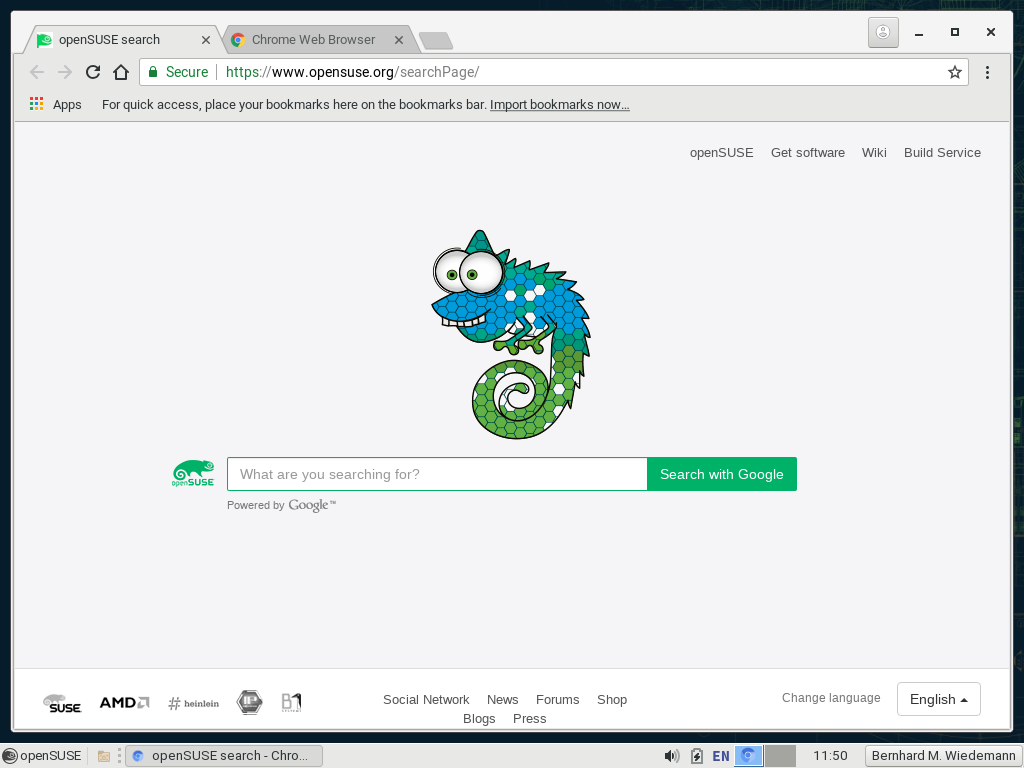 openSUSE search
Chrome Web Browser
Secure
https://www.opensuse.org/searchPage/
Apps
For quick access, place your bookmarks here on the bookmarks bar. Import bookmarks now...
openSUSE Get software Wiki Build Service
openSUSE
What are you searching for?
Search with Google
Powered by Google™
SUSE
AMD
#heinlein
IP
B1
Social Network News Forums Shop
Blogs Press
Change language
English
openSUSE
openSUSE search - Chro...
EN
11:50
Bernhard M. Wiedemann